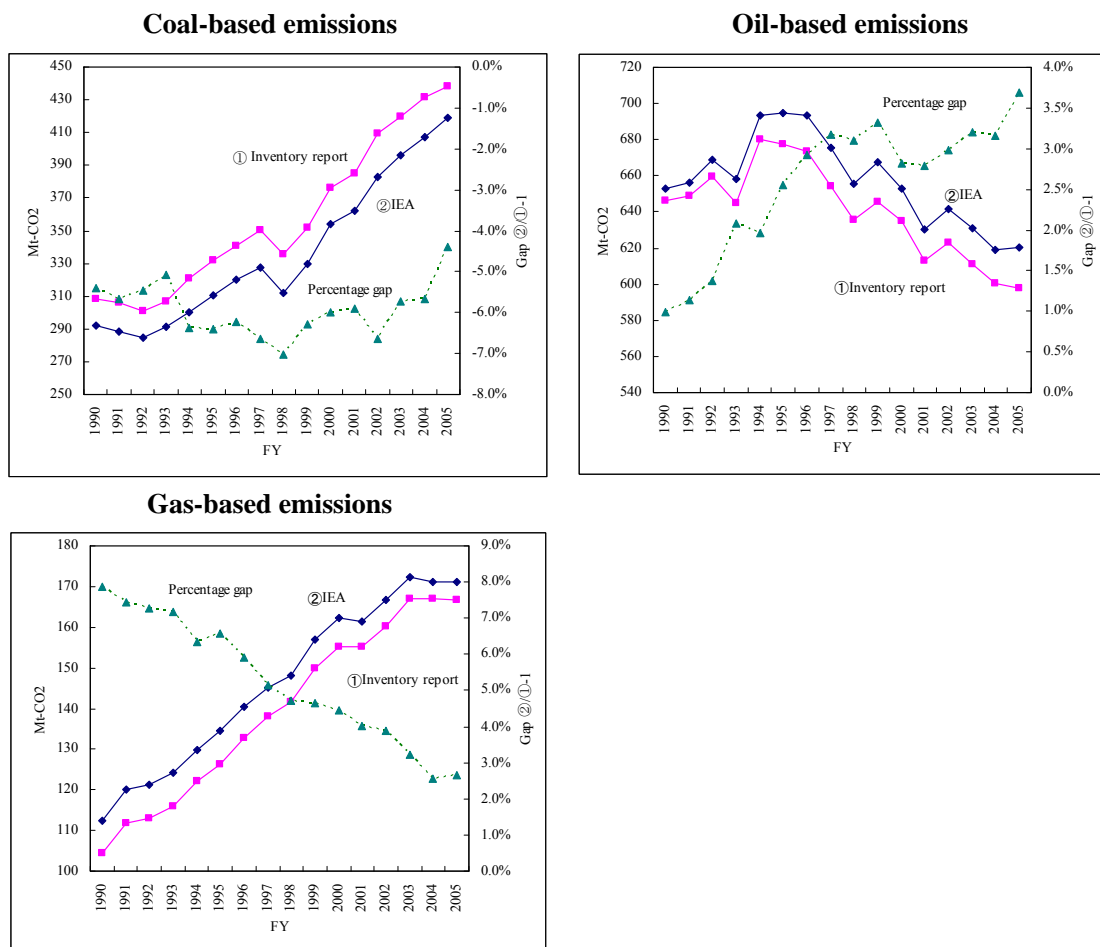 Coal-based emissions
450
430
410
390
370
350
330
310
290
270
250
Mt-CO2
0.0%
-1.0%
-2.0%
-3.0%
-4.0%
-5.0%
-6.0%
-7.0%
-8.0%
Gap ②/①-1
① Inventory report
②IEA
Percentage gap
1990 1991 1992 1993 1994 1995 1996 1997 1998 1999 2000 2001 2002 2003 2004 2005
FY
Oil-based emissions
720
700
680
660
640
620
600
580
560
540
Mt-CO2
4.0%
3.5%
3.0%
2.5%
2.0%
1.5%
1.0%
0.5%
0.0%
Gap ②/①-1
Percentage gap
②IEA
①Inventory report
1990 1991 1992 1993 1994 1995 1996 1997 1998 1999 2000 2001 2002 2003 2004 2005
FY
Gas-based emissions
180
170
160
150
140
130
120
110
100
Mt-CO2
9.0%
8.0%
7.0%
6.0%
5.0%
4.0%
3.0%
2.0%
1.0%
0.0%
Gap ②/①-1
Percentage gap
②IEA
①Inventory report
1990 1991 1992 1993 1994 1995 1996 1997 1998 1999 2000 2001 2002 2003 2004 2005
FY